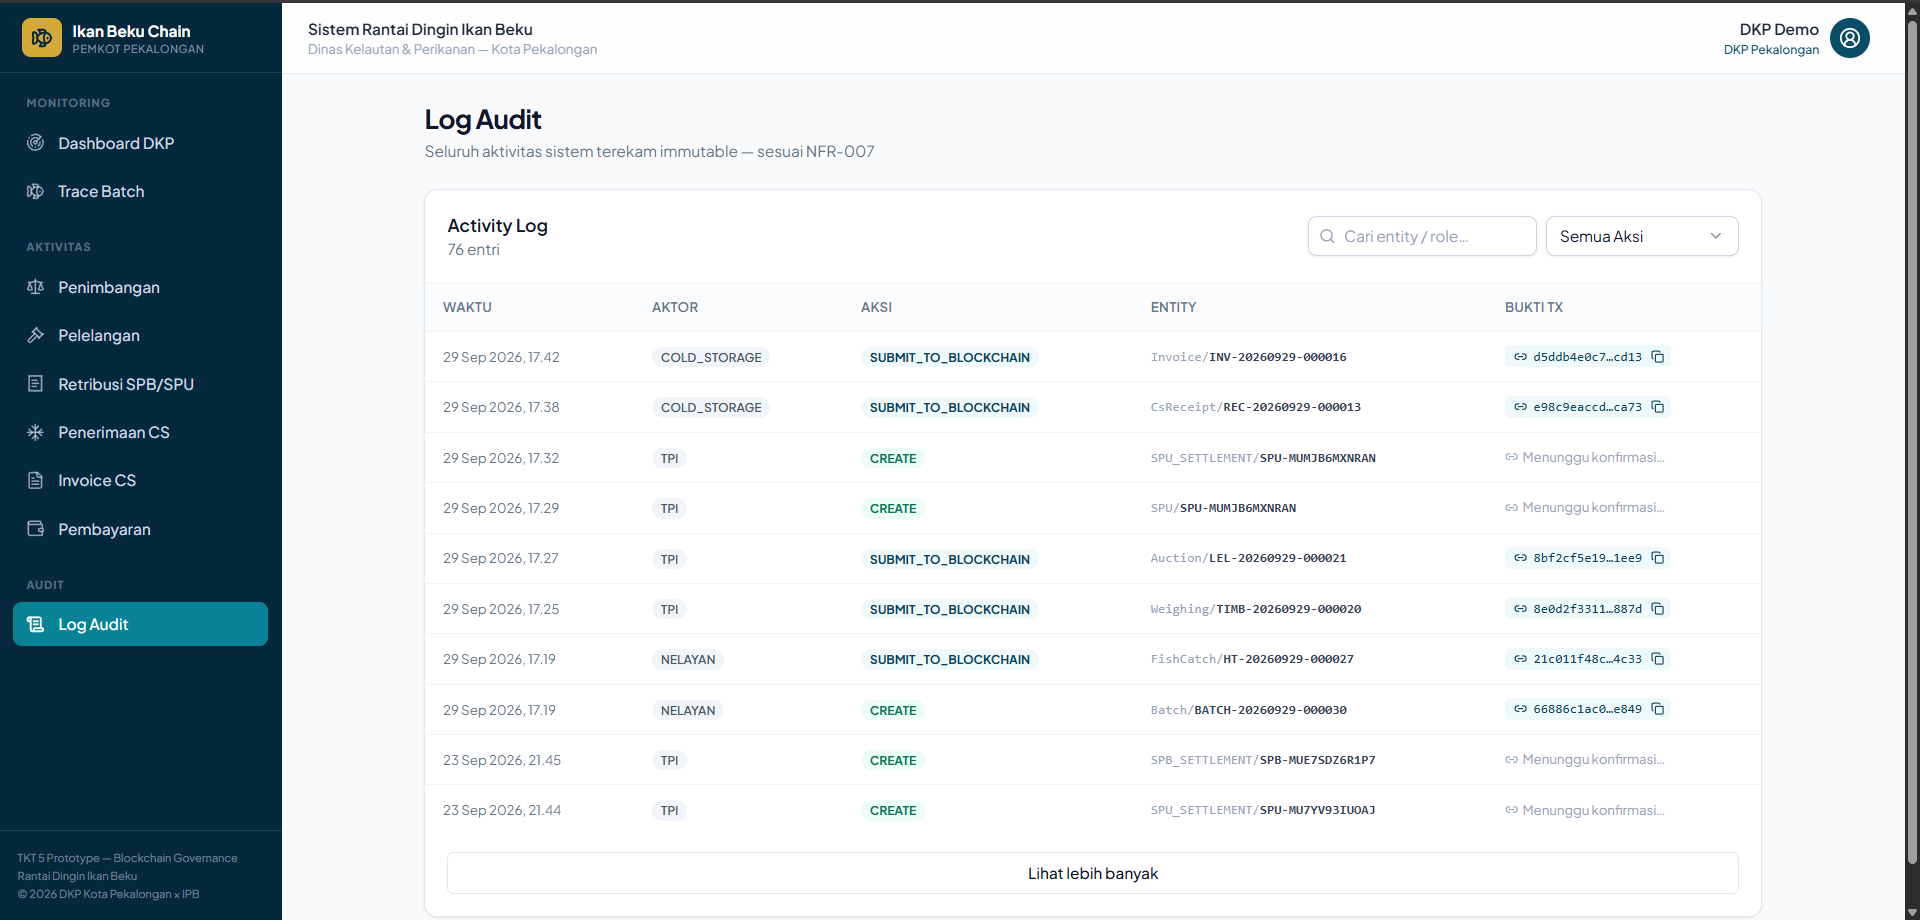 Ikan Beku Chain
PEMKOT PEKALONGAN
MONITORING
Dashboard DKP
Trace Batch
AKTIVITAS
Penimbangan
Pelelangan
Retribusi SPB/SPU
Penerimaan CS
Invoice CS
Pembayaran
AUDIT
Log Audit
TKT 5 Prototype — Blockchain Governance
Rantai Dingin Ikan Beku
© 2026 DKP Kota Pekalongan × IPB
Sistem Rantai Dingin Ikan Beku
Dinas Kelautan & Perikanan — Kota Pekalongan
DKP Demo
DKP Pekalongan
Log Audit
Seluruh aktivitas sistem terekam immutable — sesuai NFR-007
Activity Log
76 entri
Cari entity / role...
Semua Aksi
WAKTU AKTOR AKSI ENTITY BUKTI TX
29 Sep 2026, 17.42 COLD_STORAGE SUBMIT_TO_BLOCKCHAIN Invoice/INV-20260929-000016 d5ddb4e0c7…cd13
29 Sep 2026, 17.38 COLD_STORAGE SUBMIT_TO_BLOCKCHAIN CsReceipt/REC-20260929-000013 e98c9eaccd…ca73
29 Sep 2026, 17.32 TPI CREATE SPU_SETTLEMENT/SPU-MUMJB6MXNRAN Menunggu konfirmasi…
29 Sep 2026, 17.29 TPI CREATE SPU/SPU-MUMJB6MXNRAN Menunggu konfirmasi…
29 Sep 2026, 17.27 TPI SUBMIT_TO_BLOCKCHAIN Auction/LEL-20260929-000021 8bf2cf5e19…1ee9
29 Sep 2026, 17.25 TPI SUBMIT_TO_BLOCKCHAIN Weighing/TIMB-20260929-000020 8e0d2f3311…887d
29 Sep 2026, 17.19 NELAYAN SUBMIT_TO_BLOCKCHAIN FishCatch/HT-20260929-000027 21c011f48c…4c33
29 Sep 2026, 17.19 NELAYAN CREATE Batch/BATCH-20260929-000030 66886c1ac0…e849
23 Sep 2026, 21.45 TPI CREATE SPB_SETTLEMENT/SPB-MUE7SDZ6R1P7 Menunggu konfirmasi…
23 Sep 2026, 21.44 TPI CREATE SPU_SETTLEMENT/SPU-MU7YV93IUOAJ Menunggu konfirmasi…
Lihat lebih banyak